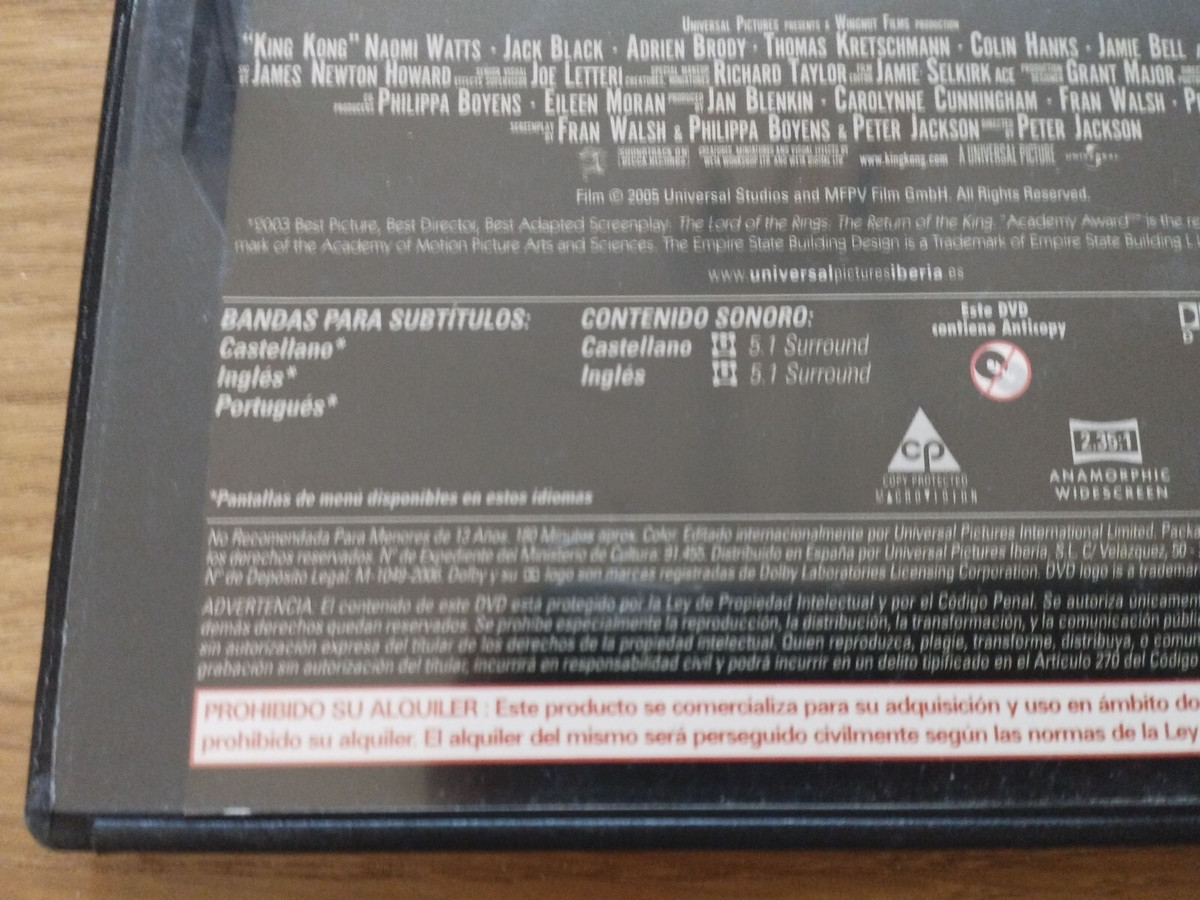 UNIVERSAL PICTURES PRESENTS A WINGNUT FILMS PRODUCTION
"KING KONG" NAOMI WATTS · JACK BLACK · ADRIEN BRODY · THOMAS KRETSCHMANN · COLIN HANKS · JAMIE BELL
JAMES NEWTON HOWARD JOE LETTERI RICHARD TAYLOR JAMIE SELKIRK ACE GRANT MAJOR
PHILIPPA BOYENS · EILEEN MORAN JAN BLENKIN · CAROLYNNE CUNNINGHAM · FRAN WALSH ·
SCREENPLAY BY FRAN WALSH & PHILIPPA BOYENS & PETER JACKSON DIRECTED BY PETER JACKSON
www.kingkong.com A UNIVERSAL PICTURE
Film © 2005 Universal Studios and MFPV Film GmbH. All Rights Reserved.
*2003 Best Picture, Best Director, Best Adapted Screenplay. The Lord of the Rings: The Return of the King. "Academy Award®" is the
mark of the Academy of Motion Picture Arts and Sciences. The Empire State Building Design is a Trademark of Empire State Building
www.universalpicturesiberia.es
BANDAS PARA SUBTÍTULOS:
Castellano*
Inglés*
Portugués*
*Pantallas de menú disponibles en estos idiomas
CONTENIDO SONORO:
Castellano 5.1 Surround
Inglés 5.1 Surround
Este DVD
contiene Anticopy
cp
COPY PROTECTED
MACROVISION
2.35:1
ANAMORPHIC
WIDESCREEN
No Recomendada Para Menores de 13 Años. 180 Minutos aprox. Color. Editado internacionalmente por Universal Pictures International Limited.
los derechos reservados. Nº de Expediente del Ministerio de Cultura: 91.455. Distribuido en España por Universal Pictures Iberia, S.L. C/ Velázquez, 50
Nº de Depósito Legal: M-1049-2006. Dolby y su logo son marcas registradas de Dolby Laboratories Licensing Corporation. DVD logo is a
ADVERTENCIA. El contenido de este DVD está protegido por la Ley de Propiedad Intelectual y por el Código Penal. Se autoriza únicamen
demás derechos quedan reservados. Se prohíbe especialmente la reproducción, la distribución, la transformación, y la comunicación
sin autorización expresa del titular de los derechos de la propiedad intelectual. Quien reproduzca, plagie, transforme, distribuya, o
grabación sin autorización del titular, incurrirá en responsabilidad civil y podrá incurrir en un delito tipificado en el Artículo 270 del Código
PROHIBIDO SU ALQUILER : Este producto se comercializa para su adquisición y uso en ámbito do
prohibido su alquiler. El alquiler del mismo será perseguido civilmente según las normas de la Ley